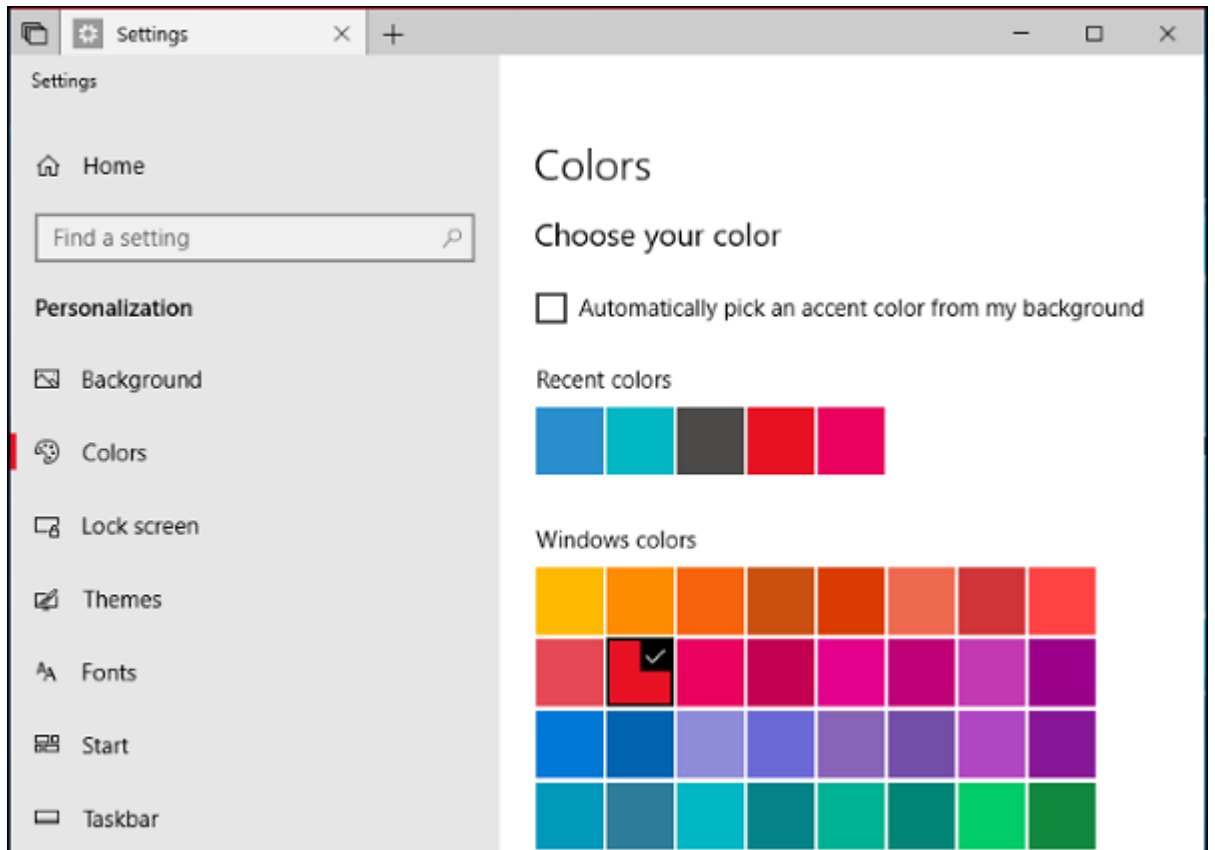 Settings
Settings
Home
Find a setting
Personalization
Background
Colors
Lock screen
Themes
Fonts
Start
Taskbar
Colors
Choose your color
Automatically pick an accent color from my background
Recent colors
Windows colors